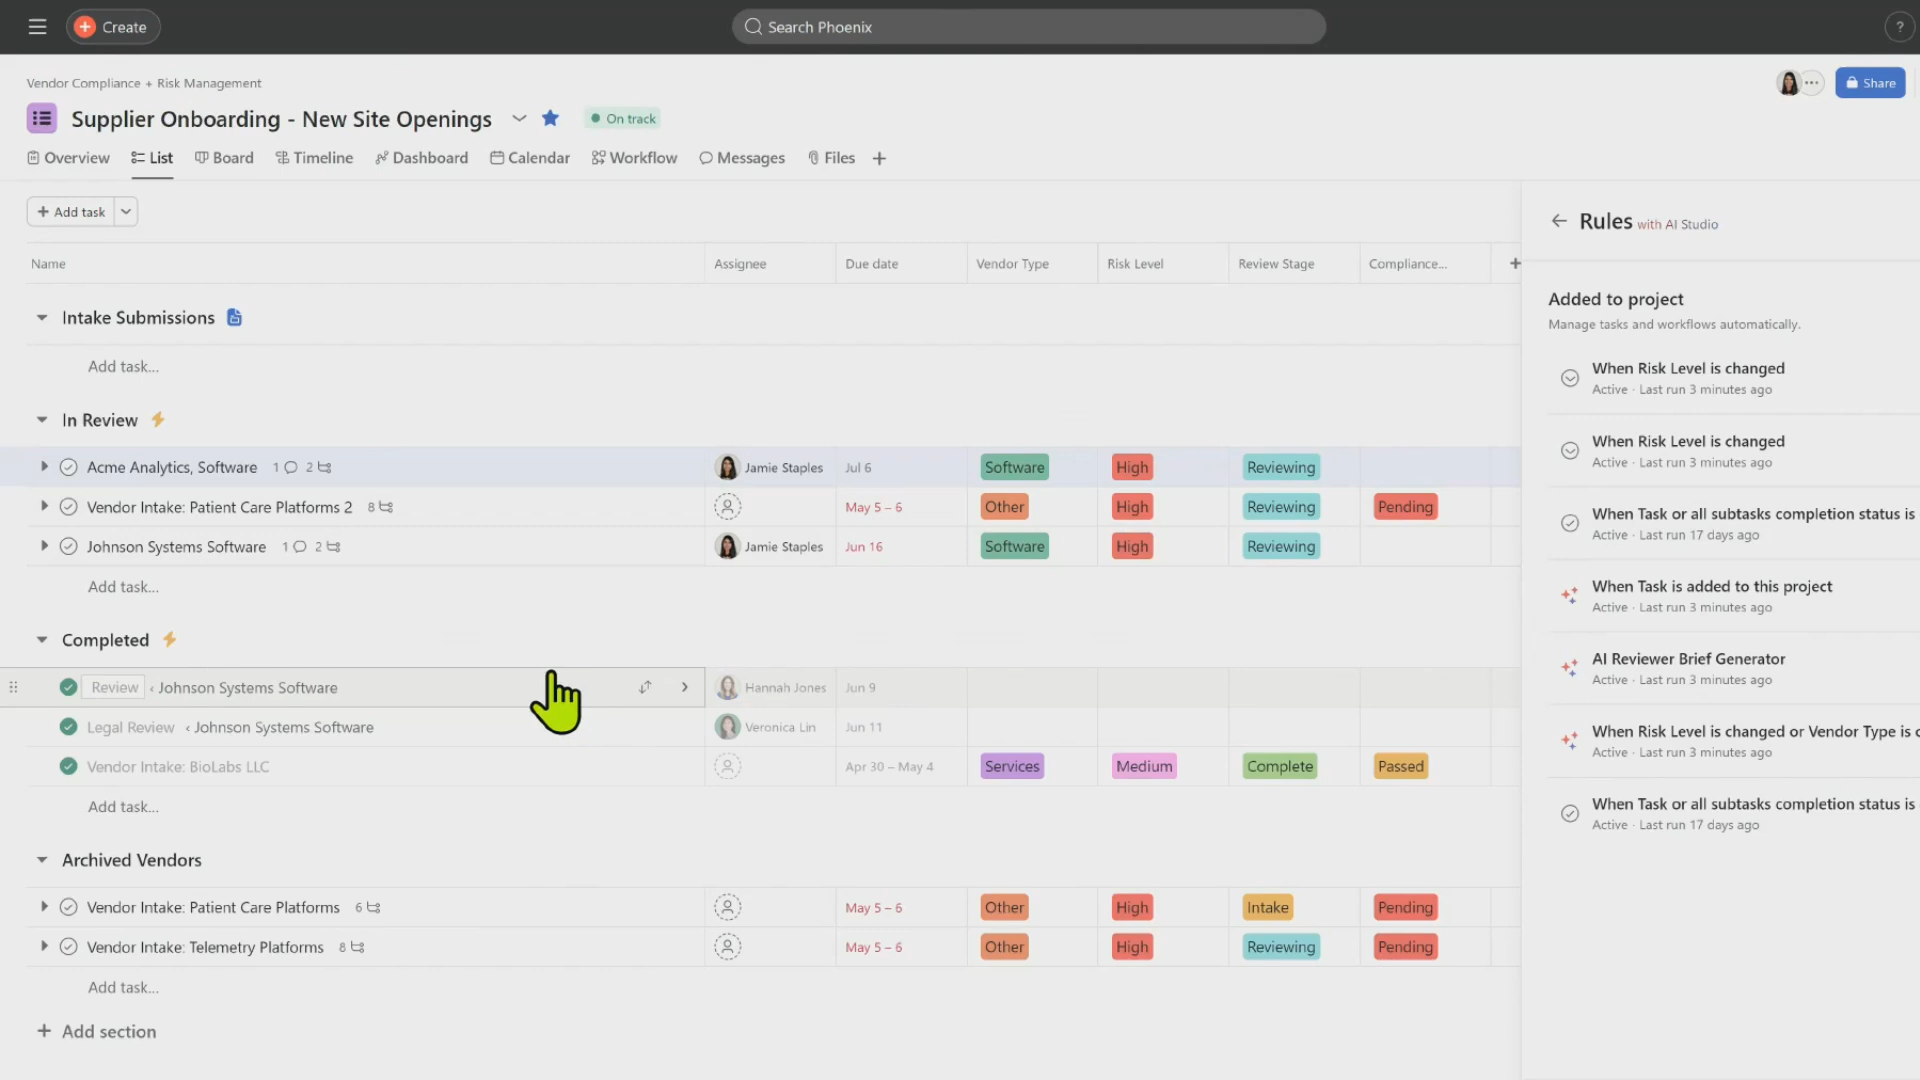 Create
Search Phoenix
?
Vendor Compliance + Risk Management
Share
Supplier Onboarding - New Site Openings
On track
Overview List Board Timeline Dashboard Calendar Workflow Messages Files
Add task
Rules with AI Studio
Name Assignee Due date Vendor Type Risk Level Review Stage Compliance...
Added to project
Manage tasks and workflows automatically.
Intake Submissions
Add task...
When Risk Level is changed
Active · Last run 3 minutes ago
In Review
When Risk Level is changed
Active · Last run 3 minutes ago
Acme Analytics, Software 1 2 Jamie Staples Jul 6 Software High Reviewing
Vendor Intake: Patient Care Platforms 2 8 May 5 – 6 Other High Reviewing Pending
When Task or all subtasks completion status is
Active · Last run 17 days ago
Johnson Systems Software 1 2 Jamie Staples Jun 16 Software High Reviewing
Add task...
When Task is added to this project
Active · Last run 3 minutes ago
Completed
AI Reviewer Brief Generator
Active · Last run 3 minutes ago
Review ‹ Johnson Systems Software Hannah Jones Jun 9
Legal Review ‹ Johnson Systems Software Veronica Lin Jun 11
When Risk Level is changed or Vendor Type is
Active · Last run 3 minutes ago
Vendor Intake: BioLabs LLC Apr 30 – May 4 Services Medium Complete Passed
Add task...
When Task or all subtasks completion status is
Active · Last run 17 days ago
Archived Vendors
Vendor Intake: Patient Care Platforms 6 May 5 – 6 Other High Intake Pending
Vendor Intake: Telemetry Platforms 8 May 5 – 6 Other High Reviewing Pending
Add task...
Add section